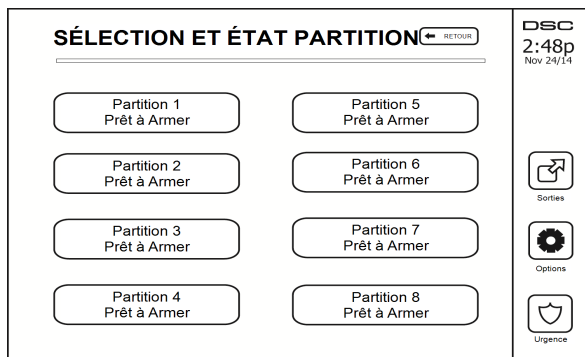 SÉLECTION ET ÉTAT PARTITION
RETOUR
DSC
2:48p
Nov 24/14
Partition 1
Prêt à Armer
Partition 5
Prêt à Armer
Partition 2
Prêt à Armer
Partition 6
Prêt à Armer
Partition 3
Prêt à Armer
Partition 7
Prêt à Armer
Partition 4
Prêt à Armer
Partition 8
Prêt à Armer
Sorties
Options
Urgence